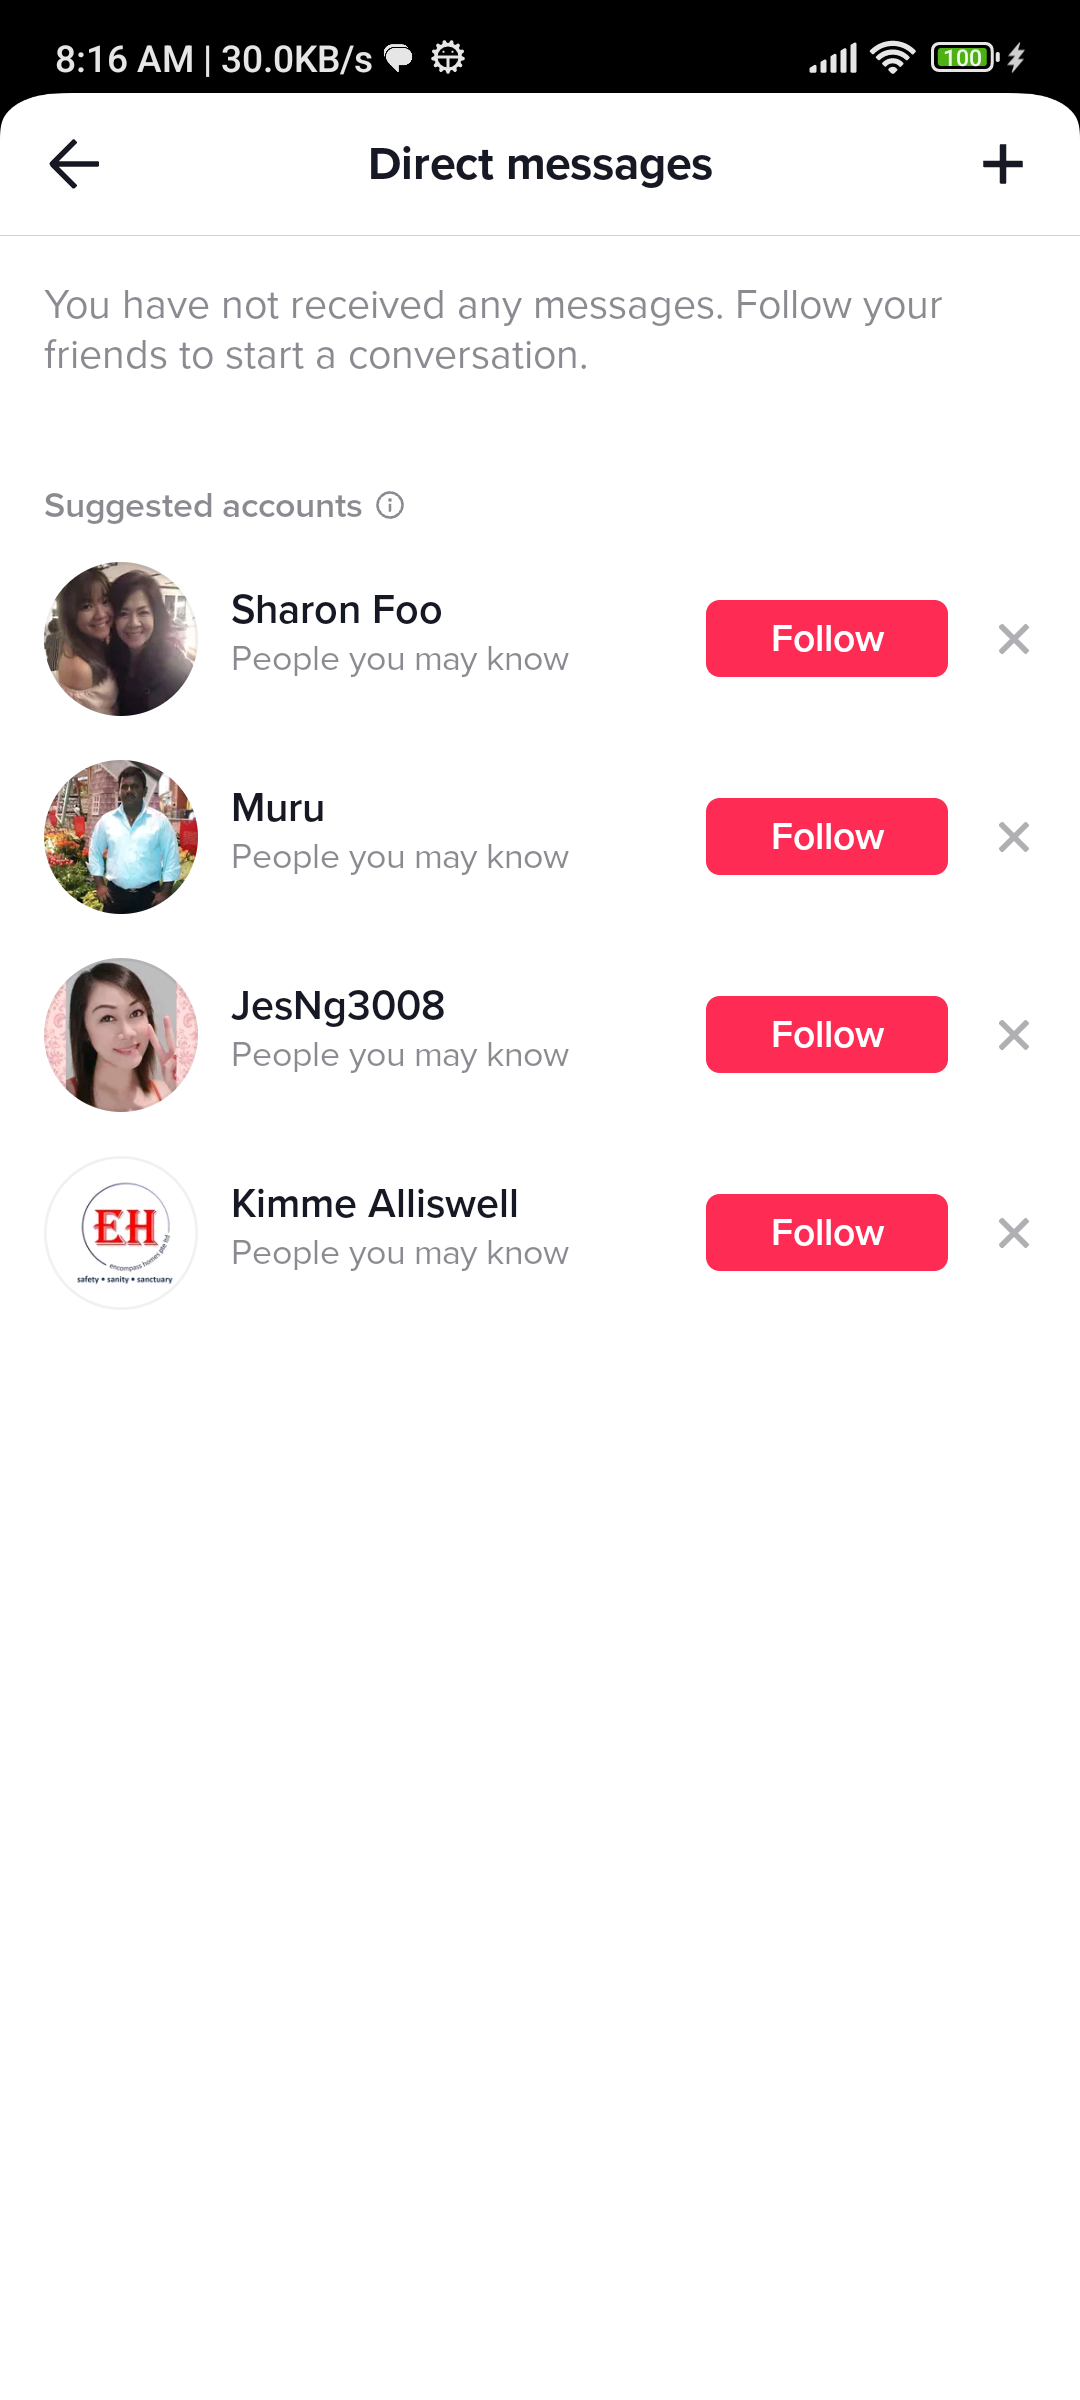 8:16 AM | 30.0KB/s
100
Direct messages
You have not received any messages. Follow your
friends to start a conversation.
Suggested accounts
Sharon Foo
People you may know
Follow
Muru
People you may know
Follow
JesNg3008
People you may know
Follow
EH
encompass homes pte ltd
safety • sanity • sanctuary
Kimme Alliswell
People you may know
Follow